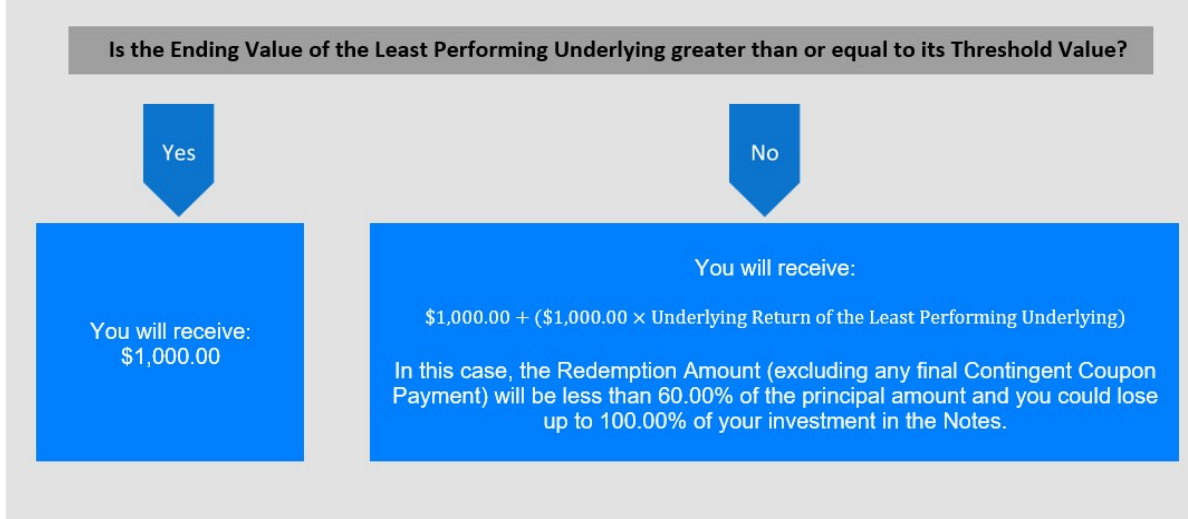 Is the Ending Value of the Least Performing Underlying greater than or equal to its Threshold Value?
Yes
No
You will receive:
$1,000.00
You will receive:
$1,000.00 + ($1,000.00 × Underlying Return of the Least Performing Underlying)
In this case, the Redemption Amount (excluding any final Contingent Coupon
Payment) will be less than 60.00% of the principal amount and you could lose
up to 100.00% of your investment in the Notes.